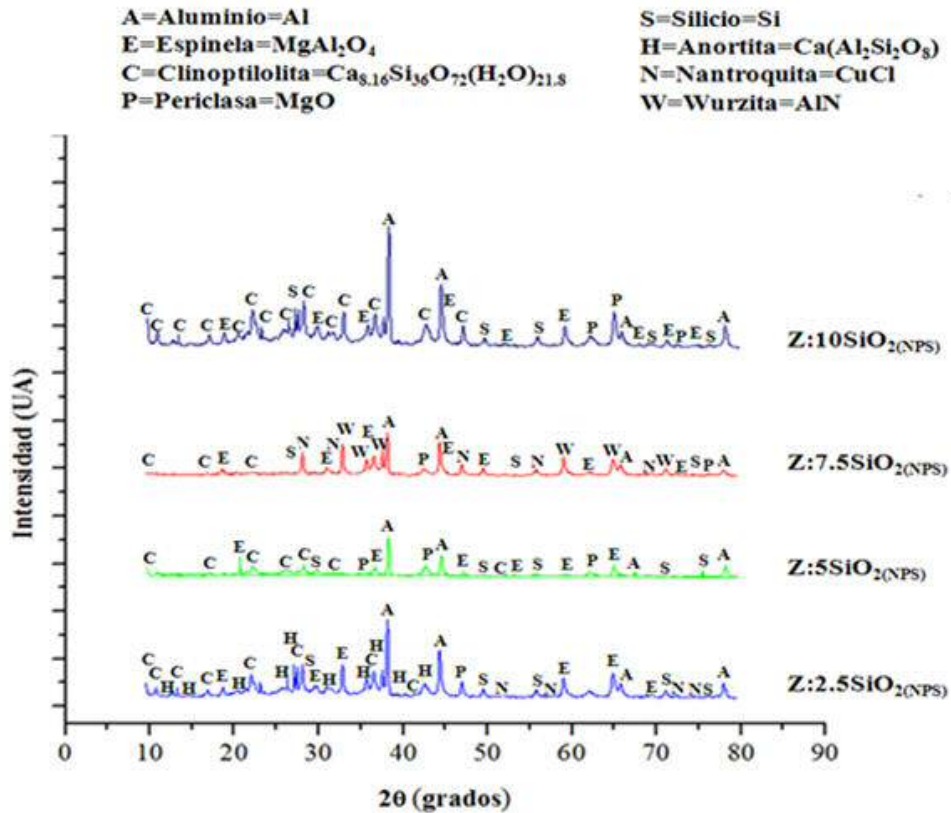 A=Aluminio=Al
E=Espinela=MgAl₂O₄
C=Clinoptilolita=Ca₈.₁₆Si₃₆O₇₂(H₂O)₂₁.₈
P=Periclasa=MgO
S=Silicio=Si
H=Anortita=Ca(Al₂Si₂O₈)
N=Nantroquita=CuCl
W=Wurzita=AlN
Intensidad (UA)
A
C C C C E C C C C S C E C C E C C A E C S E S E P P A E S E P E S A
Z:10SiO₂(NPS)
C C E C S N E N W W E W A P A E N E S N W E W A N W E S P A
Z:7.5SiO₂(NPS)
C C E C C C S C P E A P A E S C E S E P E A S S A
Z:5SiO₂(NPS)
C C H C H C E H C H H C S E H E H C H A H C H A P S N S N E E A E S N N S A
Z:2.5SiO₂(NPS)
0 10 20 30 40 50 60 70 80 90
2θ (grados)